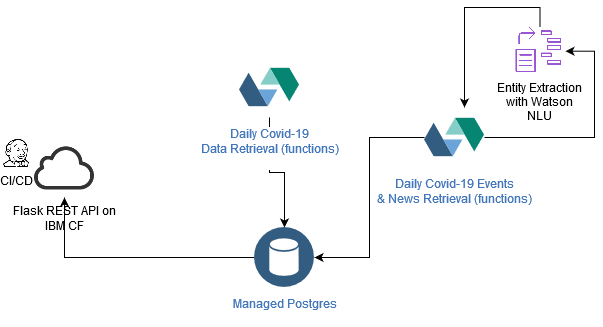 Entity Extraction
with Watson
NLU
Daily Covid-19
Data Retrieval (functions)
CI/CD
Daily Covid-19 Events
& News Retrieval (functions)
Flask REST API on
IBM CF
Managed Postgres